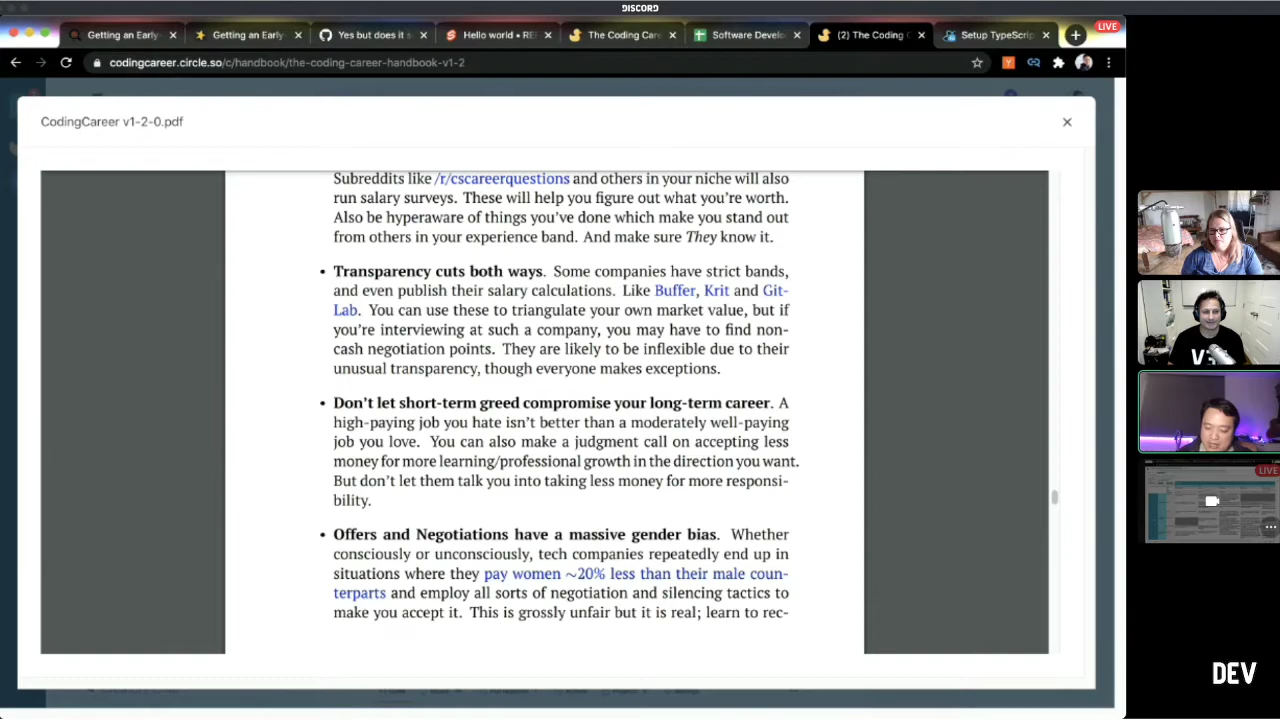 DISCORD
Getting an Early
Getting an Early
Yes but does it s
Hello world • RE
The Coding Care
Software Develo
(2) The Coding C
Setup TypeScrip
LIVE
codingcareer.circle.so/c/handbook/the-coding-career-handbook-v1-2
CodingCareer v1-2-0.pdf
Subreddits like /r/cscareerquestions and others in your niche will also
run salary surveys. These will help you figure out what you're worth.
Also be hyperaware of things you've done which make you stand out
from others in your experience band. And make sure They know it.
• Transparency cuts both ways. Some companies have strict bands,
and even publish their salary calculations. Like Buffer, Krit and Git-
Lab. You can use these to triangulate your own market value, but if
you're interviewing at such a company, you may have to find non-
cash negotiation points. They are likely to be inflexible due to their
unusual transparency, though everyone makes exceptions.
• Don't let short-term greed compromise your long-term career. A
high-paying job you hate isn't better than a moderately well-paying
job you love. You can also make a judgment call on accepting less
money for more learning/professional growth in the direction you want.
But don't let them talk you into taking less money for more responsi-
bility.
• Offers and Negotiations have a massive gender bias. Whether
consciously or unconsciously, tech companies repeatedly end up in
situations where they pay women ~20% less than their male coun-
terparts and employ all sorts of negotiation and silencing tactics to
make you accept it. This is grossly unfair but it is real; learn to rec-
LIVE
DEV